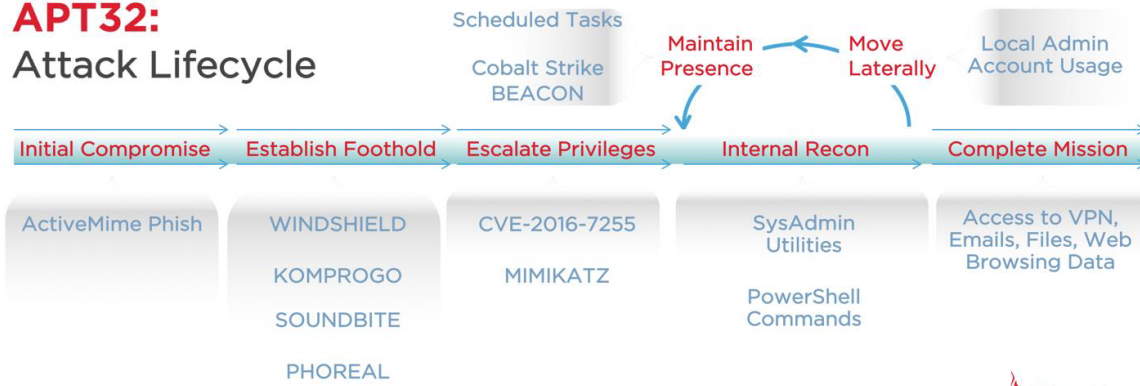 APT32:
Attack Lifecycle
Scheduled Tasks
Cobalt Strike
BEACON
Maintain
Presence
Move
Laterally
Local Admin
Account Usage
Initial Compromise
Establish Foothold
Escalate Privileges
Internal Recon
Complete Mission
ActiveMime Phish
WINDSHIELD
KOMPROGO
SOUNDBITE
PHOREAL
CVE-2016-7255
MIMIKATZ
SysAdmin
Utilities
PowerShell
Commands
Access to VPN,
Emails, Files, Web
Browsing Data